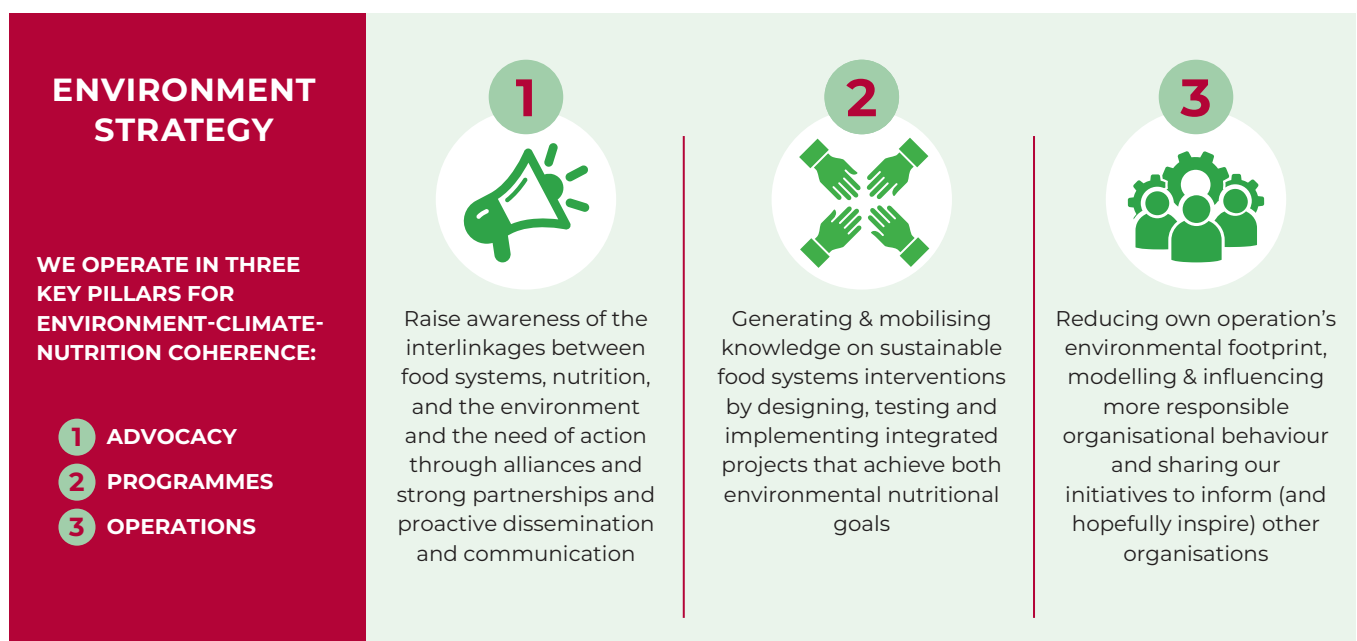 ENVIRONMENT
STRATEGY
WE OPERATE IN THREE
KEY PILLARS FOR
ENVIRONMENT-CLIMATE-
NUTRITION COHERENCE:
1 ADVOCACY
2 PROGRAMMES
3 OPERATIONS
1
Raise awareness of the
interlinkages between
food systems, nutrition,
and the environment
and the need of action
through alliances and
strong partnerships and
proactive dissemination
and communication
2
Generating & mobilising
knowledge on sustainable
food systems interventions
by designing, testing and
implementing integrated
projects that achieve both
environmental nutritional
goals
3
Reducing own operation’s
environmental footprint,
modelling & influencing
more responsible
organisational behaviour
and sharing our
initiatives to inform (and
hopefully inspire) other
organisations